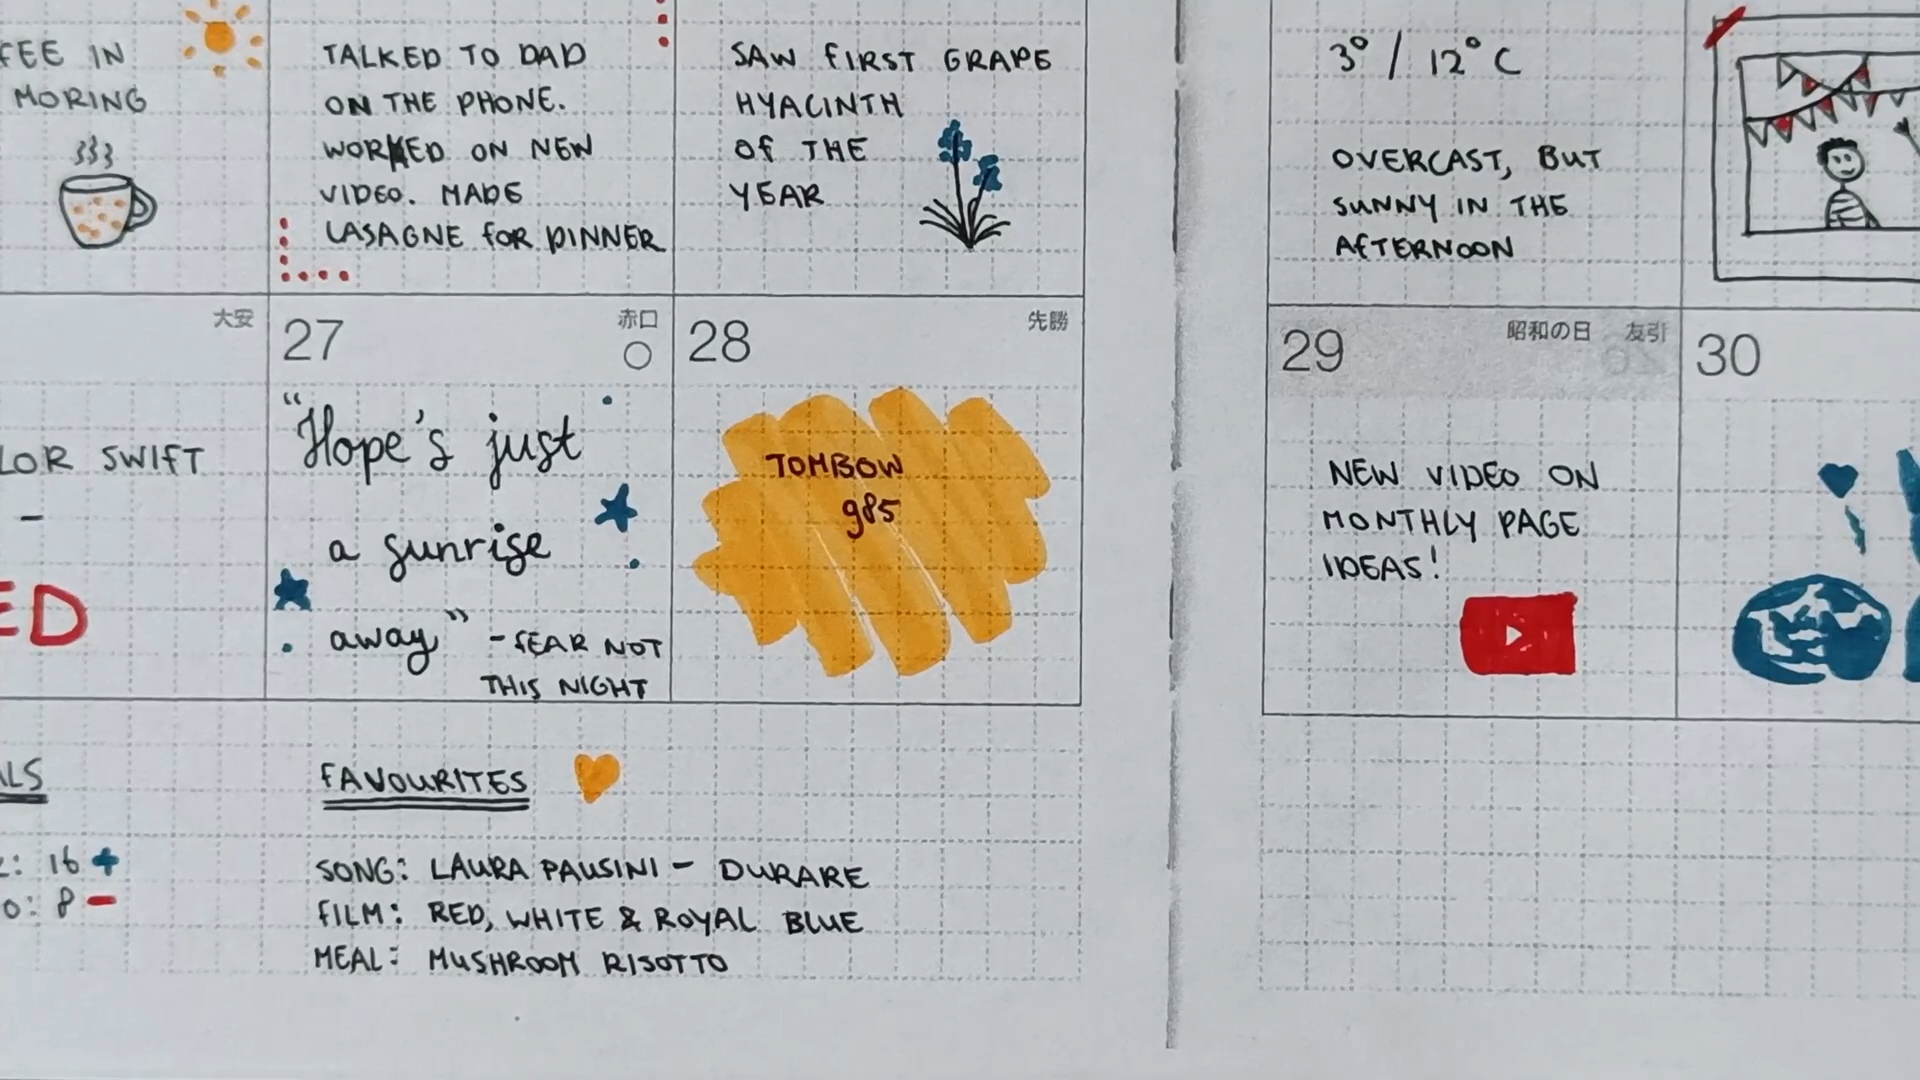 FEE IN
MORING
TALKED TO DAD
ON THE PHONE.
WORKED ON NEW
VIDEO. MADE
LASAGNE FOR DINNER
SAW FIRST GRAPE
HYACINTH
OF THE
YEAR
3° / 12° C
OVERCAST, BUT
SUNNY IN THE
AFTERNOON
大安
27 赤口
28 先勝
29 昭和の日 友引
30
LOR SWIFT
-
ED
"Hope's just
a sunrise
away" - FEAR NOT
THIS NIGHT
TOMBOW
985
NEW VIDEO ON
MONTHLY PAGE
IDEAS!
ALS
: 16 +
O: 8 -
FAVOURITES
SONG: LAURA PAUSINI - DURARE
FILM: RED, WHITE & ROYAL BLUE
MEAL: MUSHROOM RISOTTO